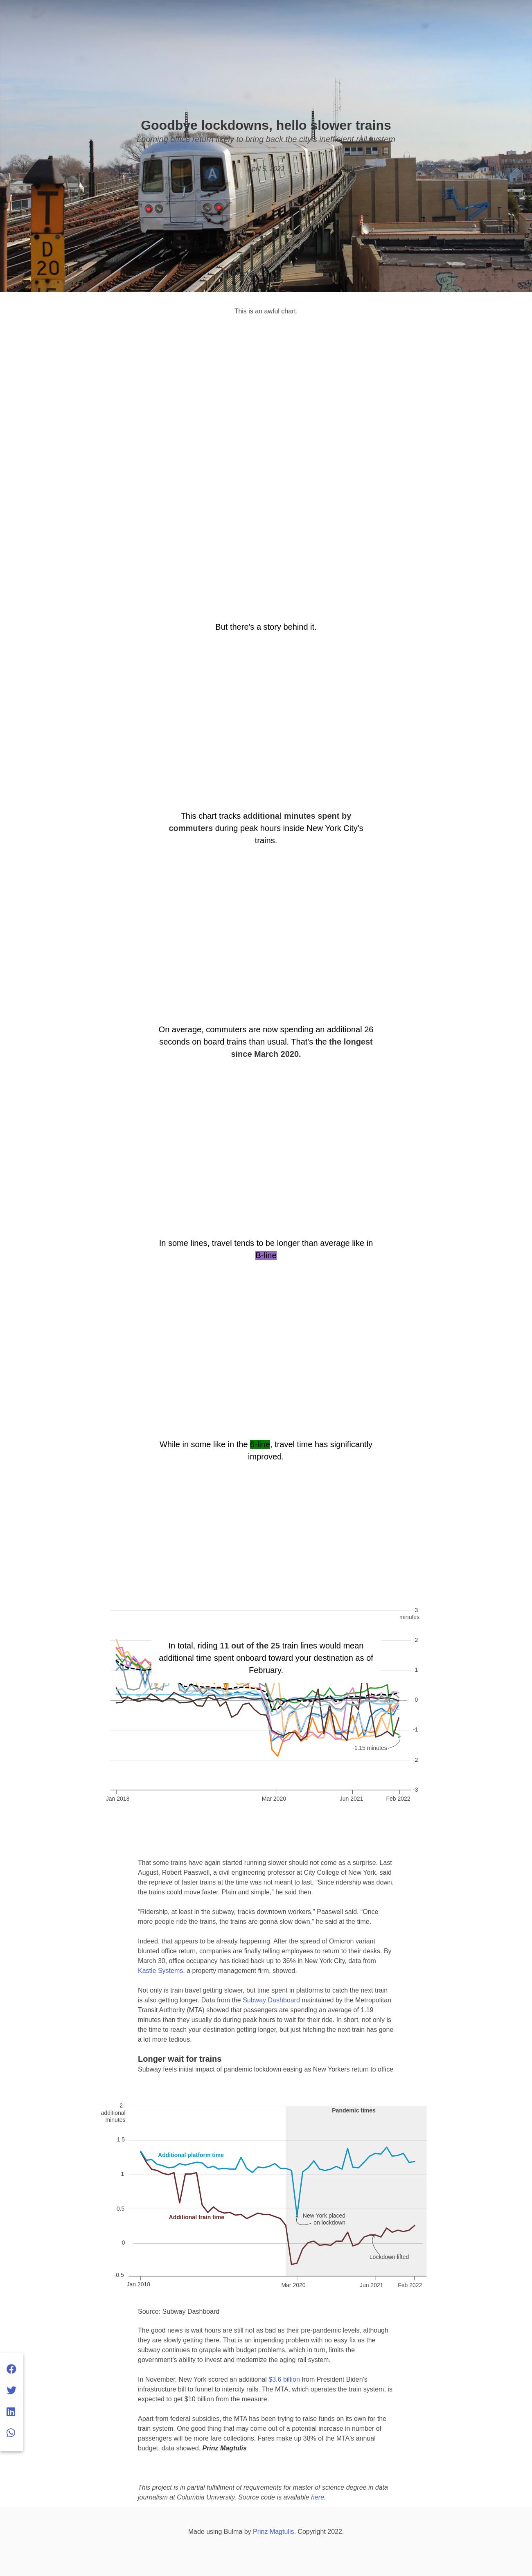 Goodbye lockdowns, hello slower trains
Looming office return likely to bring back the city's inefficient rail system
A
T
D
20
This is an awful chart.
But there's a story behind it.
This chart tracks additional minutes spent by
commuters during peak hours inside New York City's
trains.
On average, commuters are now spending an additional 26
seconds on board trains than usual. That's the the longest
since March 2020.
In some lines, travel tends to be longer than average like in
B-line
While in some like in the 6-line, travel time has significantly
improved.
3
minutes
2
In total, riding 11 out of the 25 train lines would mean
additional time spent onboard toward your destination as of
February.
1
0
-1
-1.15 minutes
-2
-3
Jan 2018
Mar 2020
Jun 2021
Feb 2022
That some trains have again started running slower should not come as a surprise. Last
August, Robert Paaswell, a civil engineering professor at City College of New York, said
the reprieve of faster trains at the time was not meant to last. “Since ridership was down,
the trains could move faster. Plain and simple,” he said then.
“Ridership, at least in the subway, tracks downtown workers,” Paaswell said. “Once
more people ride the trains, the trains are gonna slow down.” he said at the time.
Indeed, that appears to be already happening. After the spread of Omicron variant
blunted office return, companies are finally telling employees to return to their desks. By
March 30, office occupancy has ticked back up to 36% in New York City, data from
Kastle Systems, a property management firm, showed.
Not only is train travel getting slower, but time spent in platforms to catch the next train
is also getting longer. Data from the Subway Dashboard maintained by the Metropolitan
Transit Authority (MTA) showed that passengers are spending an average of 1.19
minutes than they usually do during peak hours to wait for their ride. In short, not only is
the time to reach your destination getting longer, but just hitting the next train has gone
a lot more tedious.
Longer wait for trains
Subway feels initial impact of pandemic lockdown easing as New Yorkers return to office
2
additional
minutes
Pandemic times
1.5
Additional platform time
1
0.5
Additional train time
New York placed
on lockdown
0
Lockdown lifted
-0.5
Jan 2018
Mar 2020
Jun 2021
Feb 2022
Source: Subway Dashboard
The good news is wait hours are still not as bad as their pre-pandemic levels, although
they are slowly getting there. That is an impending problem with no easy fix as the
subway continues to grapple with budget problems, which in turn, limits the
government's ability to invest and modernize the aging rail system.
In November, New York scored an additional $3.6 billion from President Biden's
infrastructure bill to funnel to intercity rails. The MTA, which operates the train system, is
expected to get $10 billion from the measure.
Apart from federal subsidies, the MTA has been trying to raise funds on its own for the
train system. One good thing that may come out of a potential increase in number of
passengers will be more fare collections. Fares make up 38% of the MTA's annual
budget, data showed. Prinz Magtulis
This project is in partial fulfillment of requirements for master of science degree in data
journalism at Columbia University. Source code is available here.
Made using Bulma by Prinz Magtulis. Copyright 2022.